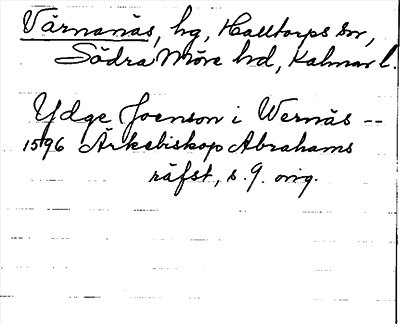 Värnanäs, hg, Halltorps sn,
Södra Möre hd, Kalmar l.
Ydge Joenson i Wernäs --
1596 Ärkebiskop Abrahams
räfst, s. 9. orig.